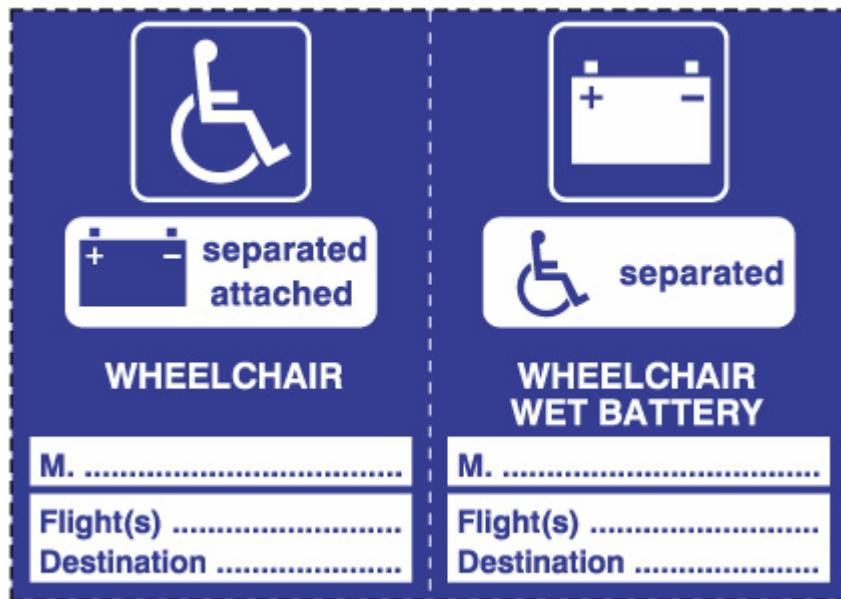 + − separated
attached
WHEELCHAIR
M. ....................................
Flight(s) ..........................
Destination .....................
+ −
separated
WHEELCHAIR
WET BATTERY
M. ....................................
Flight(s) ..........................
Destination .....................